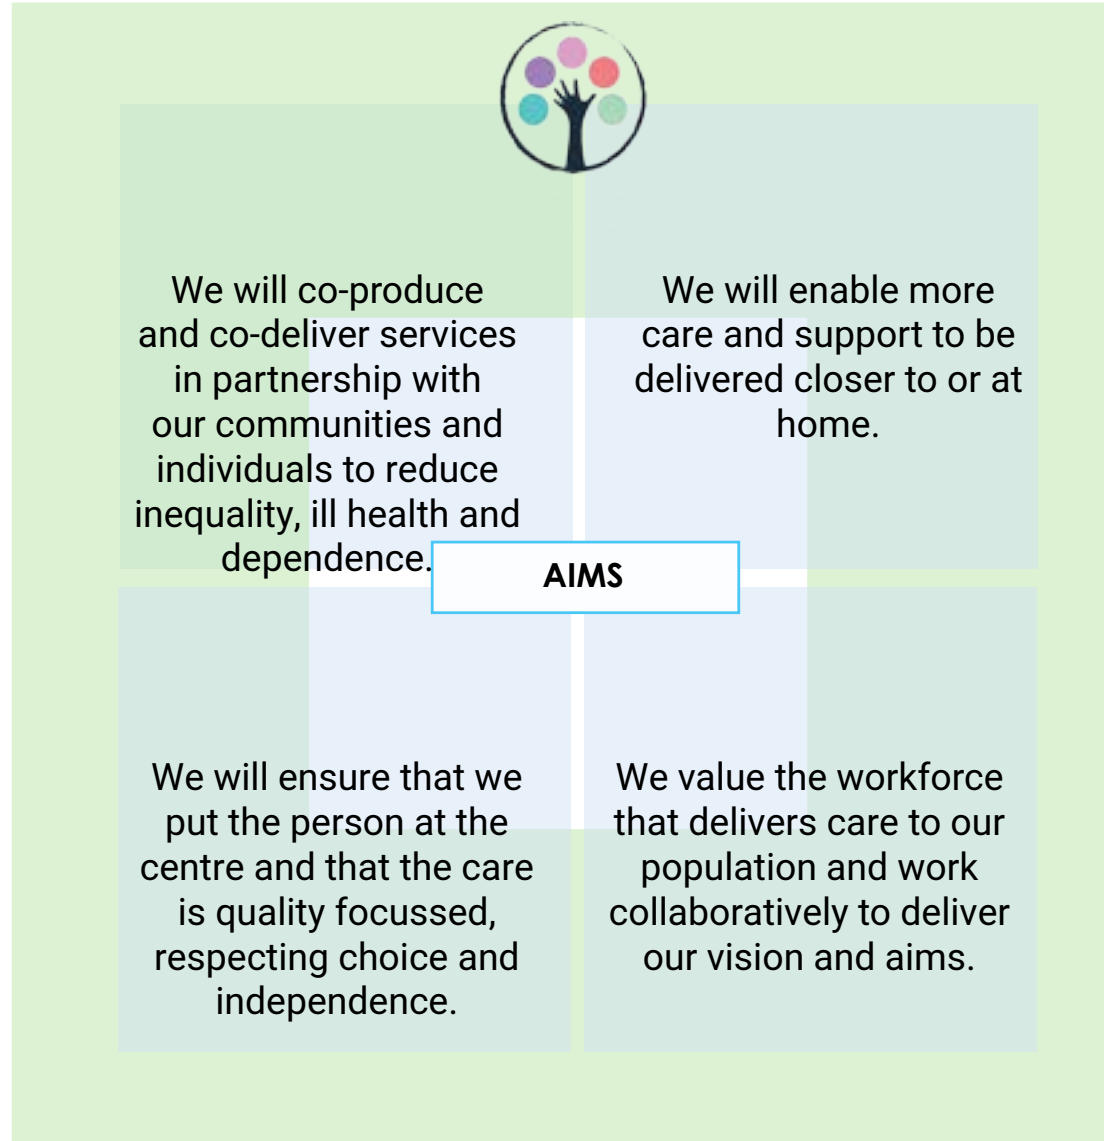 We will co-produce
and co-deliver services
in partnership with
our communities and
individuals to reduce
inequality, ill health and
dependence.
We will enable more
care and support to be
delivered closer to or at
home.
AIMS
We will ensure that we
put the person at the
centre and that the care
is quality focussed,
respecting choice and
independence.
We value the workforce
that delivers care to our
population and work
collaboratively to deliver
our vision and aims.